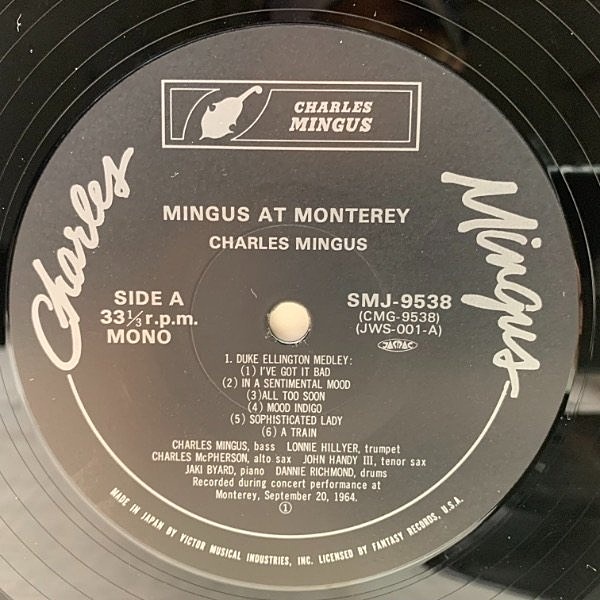 CHARLES
MINGUS
Charles
Mingus
MINGUS AT MONTEREY
CHARLES MINGUS
SIDE A
33 1/3 r.p.m.
MONO
SMJ-9538
(CMG-9538)
(JWS-001-A)
JASRAC
1. DUKE ELLINGTON MEDLEY:
(1) I'VE GOT IT BAD
(2) IN A SENTIMENTAL MOOD
(3) ALL TOO SOON
(4) MOOD INDIGO
(5) SOPHISTICATED LADY
(6) A TRAIN
CHARLES MINGUS, bass LONNIE HILLYER, trumpet
CHARLES McPHERSON, alto sax JOHN HANDY III, tenor sax
JAKI BYARD, piano DANNIE RICHMOND, drums
Recorded during concert performance at
Monterey, September 20, 1964.
①
MADE IN JAPAN BY VICTOR MUSICAL INDUSTRIES, INC. LICENSED BY FANTASY RECORDS, U.S.A.